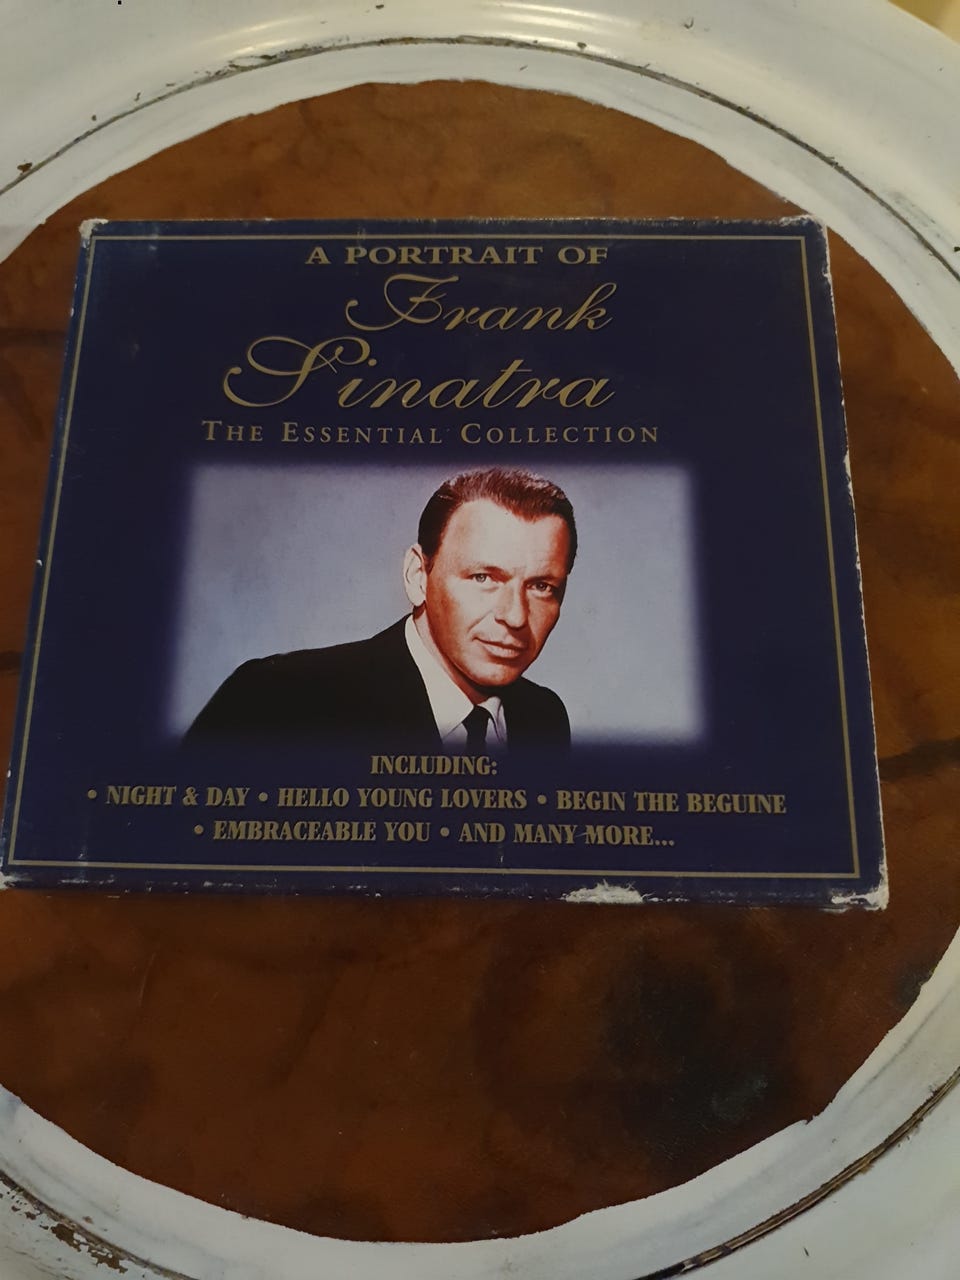 A PORTRAIT OF
Frank
Sinatra
THE ESSENTIAL COLLECTION
INCLUDING:
• NIGHT & DAY • HELLO YOUNG LOVERS • BEGIN THE BEGUINE
• EMBRACEABLE YOU • AND MANY MORE...